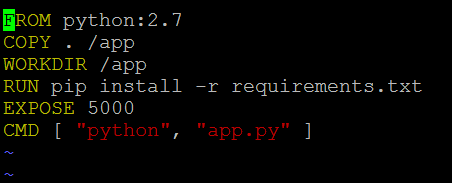 FROM python:2.7
COPY . /app
WORKDIR /app
RUN pip install -r requirements.txt
EXPOSE 5000
CMD [ "python", "app.py" ]
~
~